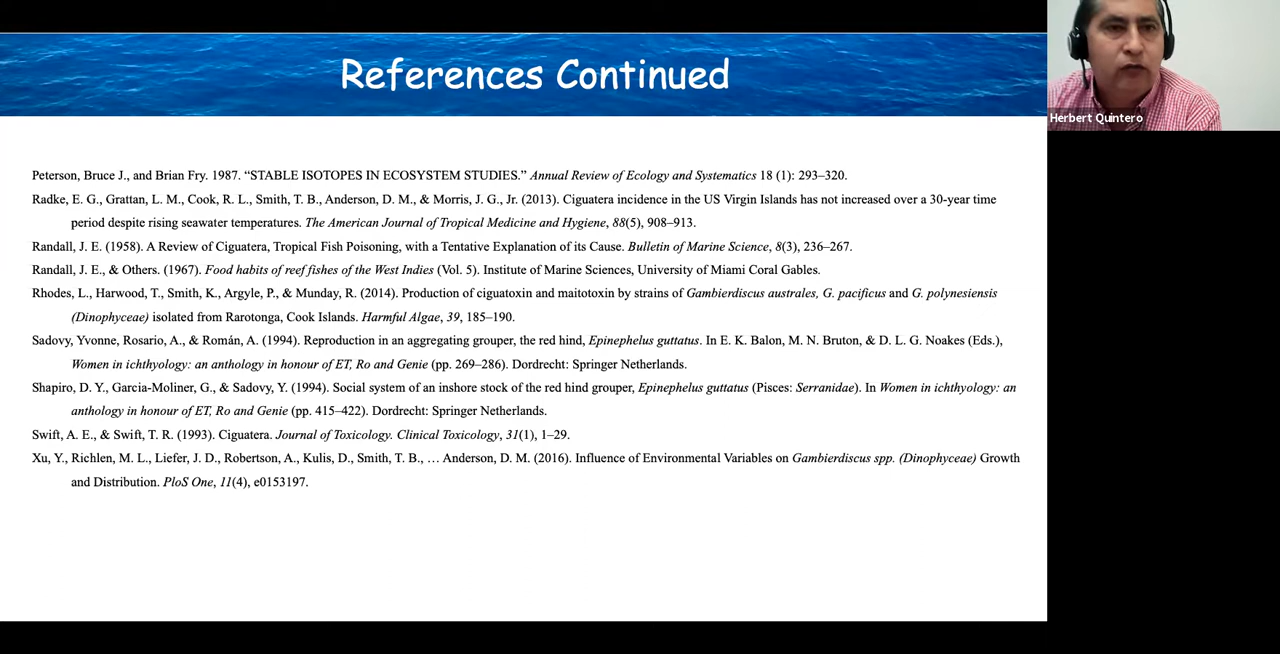 References Continued
Herbert Quintero
Peterson, Bruce J., and Brian Fry. 1987. “STABLE ISOTOPES IN ECOSYSTEM STUDIES.” Annual Review of Ecology and Systematics 18 (1): 293–320.
Radke, E. G., Grattan, L. M., Cook, R. L., Smith, T. B., Anderson, D. M., & Morris, J. G., Jr. (2013). Ciguatera incidence in the US Virgin Islands has not increased over a 30-year time
period despite rising seawater temperatures. The American Journal of Tropical Medicine and Hygiene, 88(5), 908–913.
Randall, J. E. (1958). A Review of Ciguatera, Tropical Fish Poisoning, with a Tentative Explanation of its Cause. Bulletin of Marine Science, 8(3), 236–267.
Randall, J. E., & Others. (1967). Food habits of reef fishes of the West Indies (Vol. 5). Institute of Marine Sciences, University of Miami Coral Gables.
Rhodes, L., Harwood, T., Smith, K., Argyle, P., & Munday, R. (2014). Production of ciguatoxin and maitotoxin by strains of Gambierdiscus australes, G. pacificus and G. polynesiensis
(Dinophyceae) isolated from Rarotonga, Cook Islands. Harmful Algae, 39, 185–190.
Sadovy, Yvonne, Rosario, A., & Román, A. (1994). Reproduction in an aggregating grouper, the red hind, Epinephelus guttatus. In E. K. Balon, M. N. Bruton, & D. L. G. Noakes (Eds.),
Women in ichthyology: an anthology in honour of ET, Ro and Genie (pp. 269–286). Dordrecht: Springer Netherlands.
Shapiro, D. Y., Garcia-Moliner, G., & Sadovy, Y. (1994). Social system of an inshore stock of the red hind grouper, Epinephelus guttatus (Pisces: Serranidae). In Women in ichthyology: an
anthology in honour of ET, Ro and Genie (pp. 415–422). Dordrecht: Springer Netherlands.
Swift, A. E., & Swift, T. R. (1993). Ciguatera. Journal of Toxicology. Clinical Toxicology, 31(1), 1–29.
Xu, Y., Richlen, M. L., Liefer, J. D., Robertson, A., Kulis, D., Smith, T. B., … Anderson, D. M. (2016). Influence of Environmental Variables on Gambierdiscus spp. (Dinophyceae) Growth
and Distribution. PloS One, 11(4), e0153197.